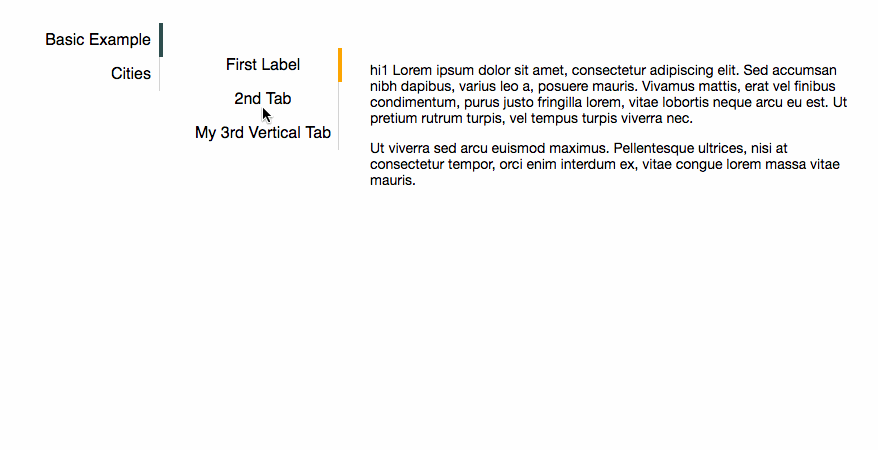 Basic Example
Cities
First Label
2nd Tab
My 3rd Vertical Tab
hi1 Lorem ipsum dolor sit amet, consectetur adipiscing elit. Sed accumsan
nibh dapibus, varius leo a, posuere mauris. Vivamus mattis, erat vel finibus
condimentum, purus justo fringilla lorem, vitae lobortis neque arcu eu est. Ut
pretium rutrum turpis, vel tempus turpis viverra nec.
Ut viverra sed arcu euismod maximus. Pellentesque ultrices, nisi at
consectetur tempor, orci enim interdum ex, vitae congue lorem massa vitae
mauris.